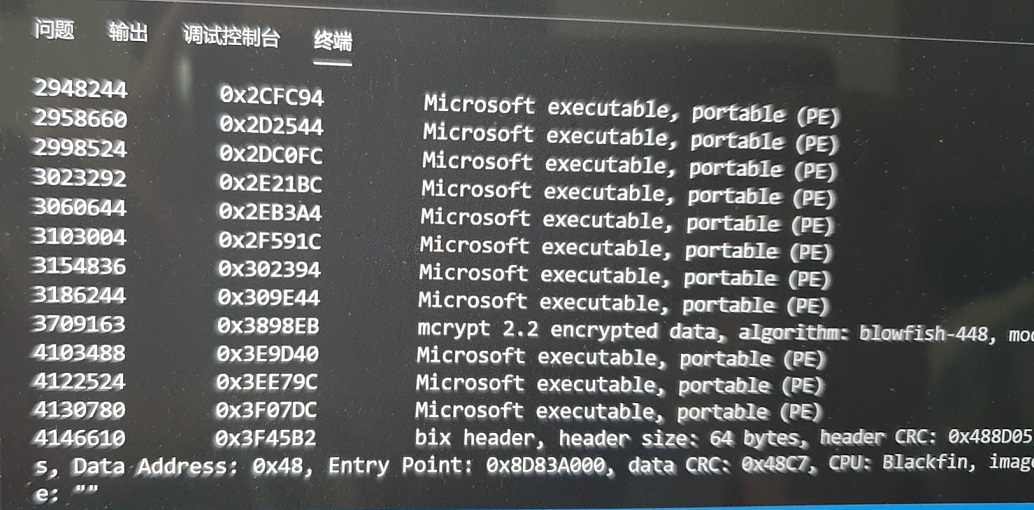 问题 输出 调试控制台 终端
2948244 0x2CFC94 Microsoft executable, portable (PE)
2958660 0x2D2544 Microsoft executable, portable (PE)
2998524 0x2DC0FC Microsoft executable, portable (PE)
3023292 0x2E21BC Microsoft executable, portable (PE)
3060644 0x2EB3A4 Microsoft executable, portable (PE)
3103004 0x2F591C Microsoft executable, portable (PE)
3154836 0x302394 Microsoft executable, portable (PE)
3186244 0x309E44 Microsoft executable, portable (PE)
3709163 0x3898EB mcrypt 2.2 encrypted data, algorithm: blowfish-448,
4103488 0x3E9D40 Microsoft executable, portable (PE)
4122524 0x3EE79C Microsoft executable, portable (PE)
4130780 0x3F07DC Microsoft executable, portable (PE)
4146610 0x3F45B2 bix header, header size: 64 bytes, header CRC: 0x488D05
s, Data Address: 0x48, Entry Point: 0x8D83A000, data CRC: 0x48C7, CPU: Blackfin,
e: ""